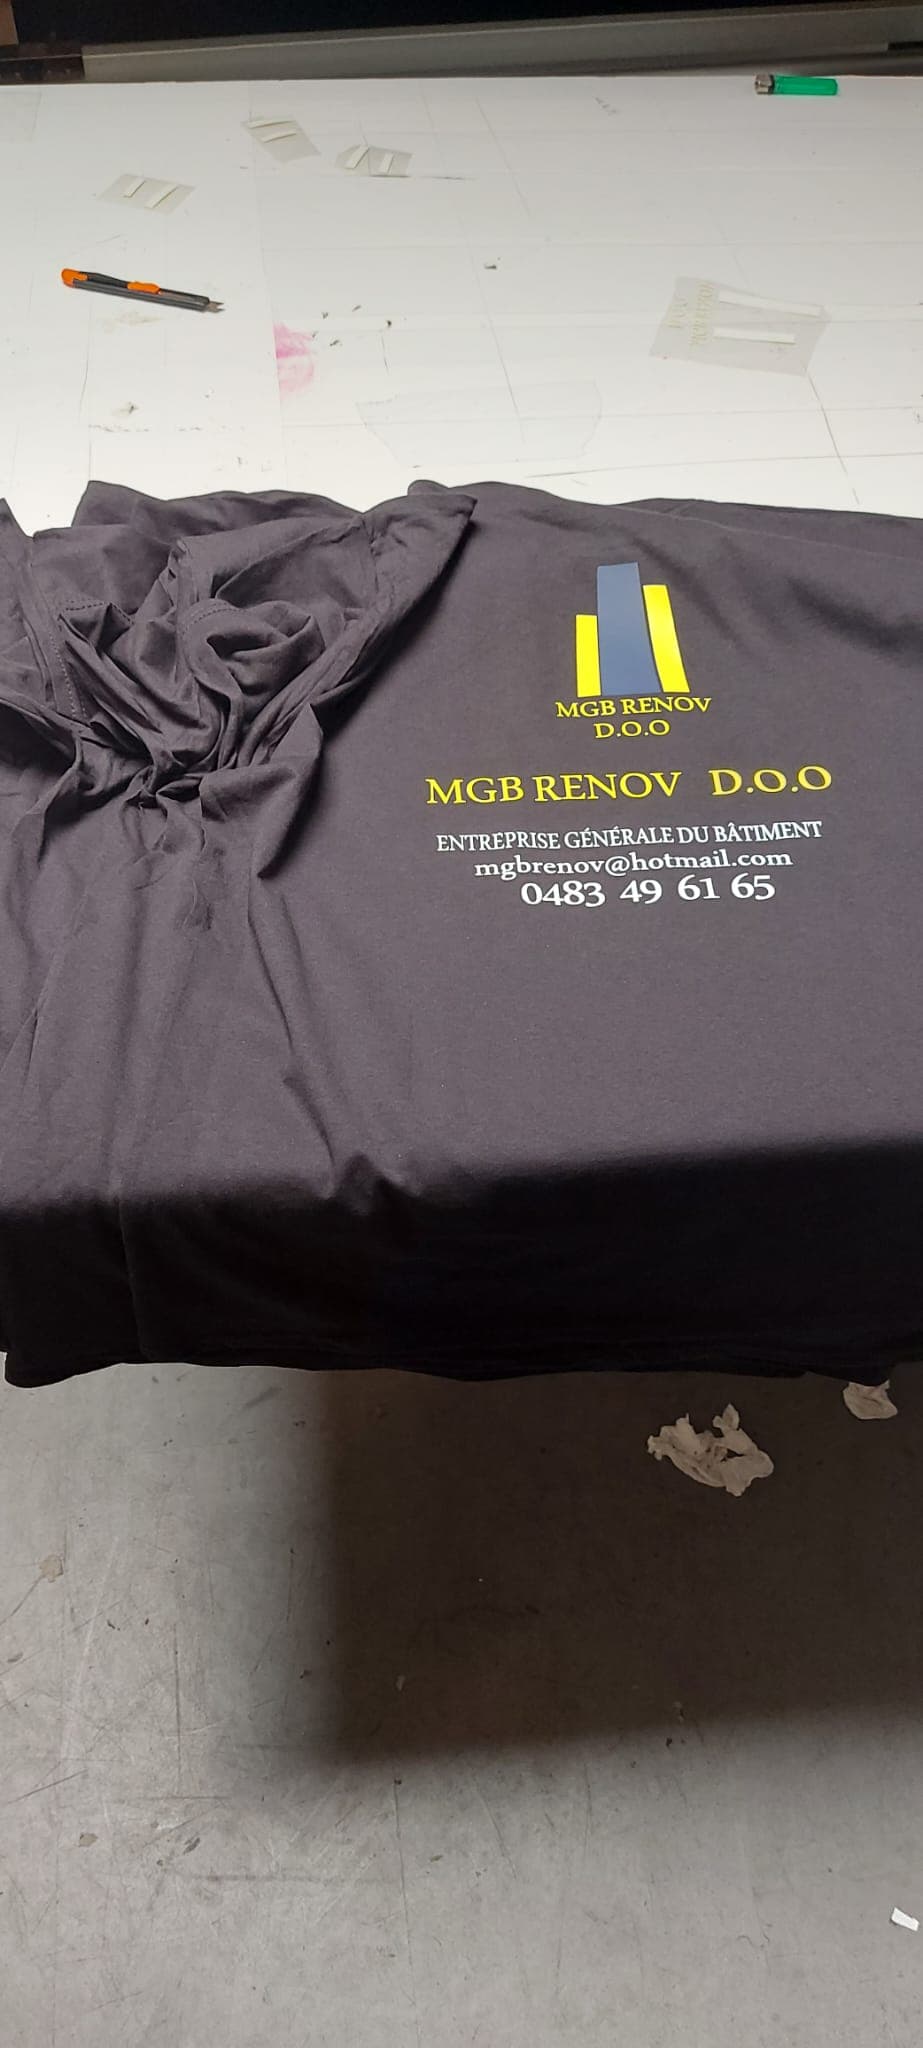 MGB RENOV
D.O.O
MGB RENOV D.O.O
ENTREPRISE GÉNÉRALE DU BÂTIMENT
mgbrenov@hotmail.com
0483 49 61 65